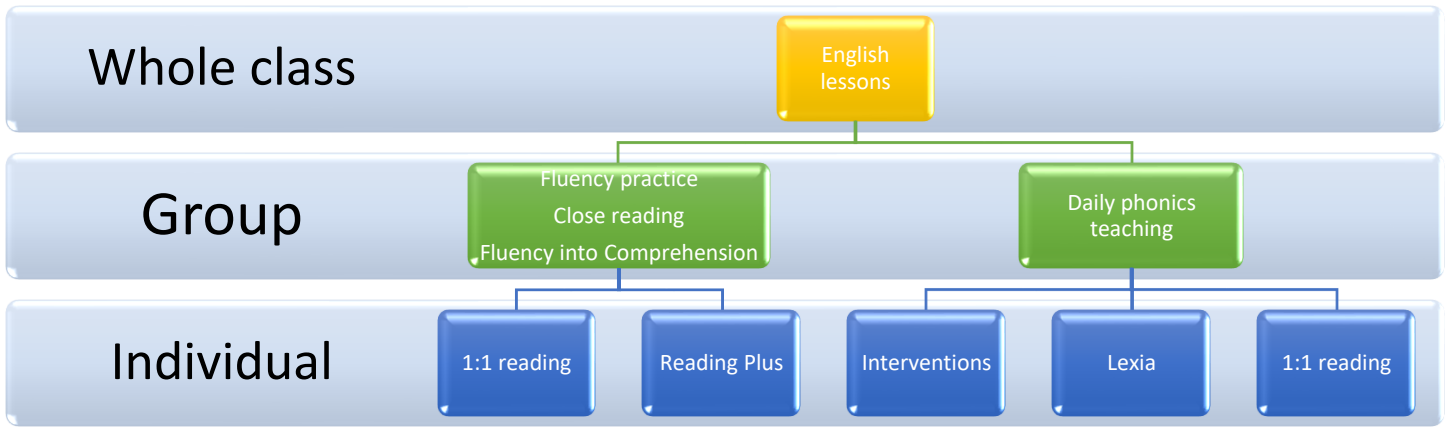 Whole class
English
lessons
Group
Fluency practice
Close reading
Fluency into Comprehension
Daily phonics
teaching
Individual
1:1 reading
Reading Plus
Interventions
Lexia
1:1 reading